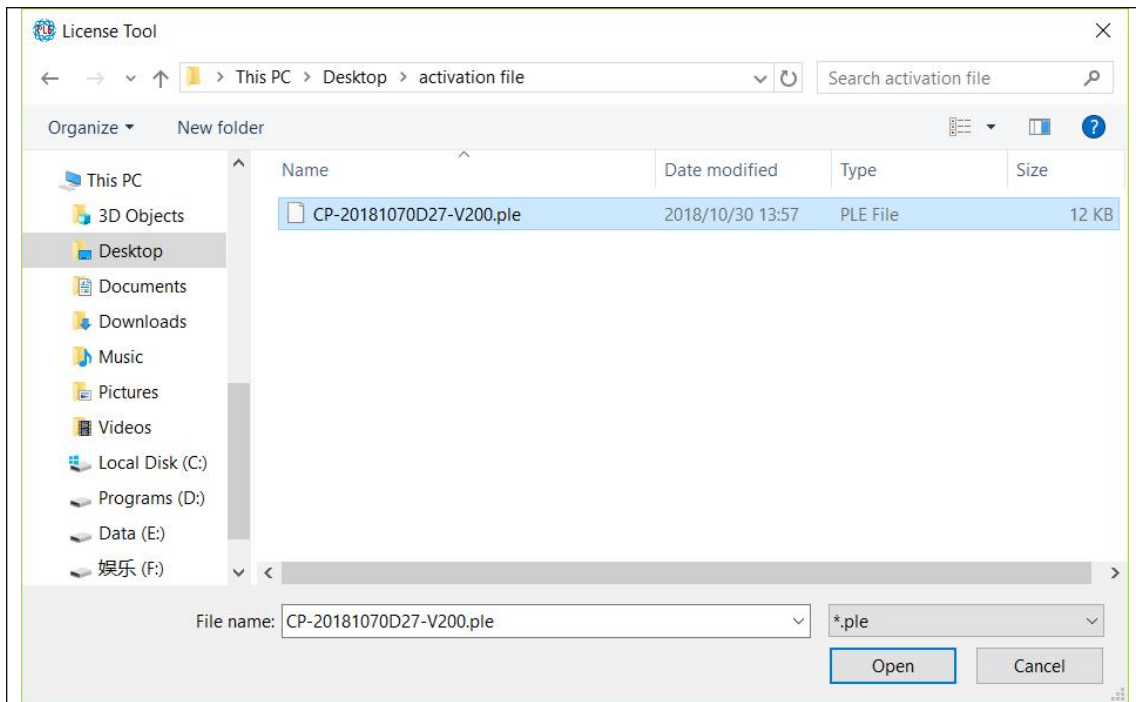 License Tool
This PC > Desktop > activation file
Search activation file
Organize
New folder
Name
Date modified
Type
Size
This PC
3D Objects
Desktop
Documents
Downloads
Music
Pictures
Videos
Local Disk (C:)
Programs (D:)
Data (E:)
娱乐 (F:)
CP-20181070D27-V200.ple
2018/10/30 13:57
PLE File
12 KB
File name:
CP-20181070D27-V200.ple
*.ple
Open
Cancel